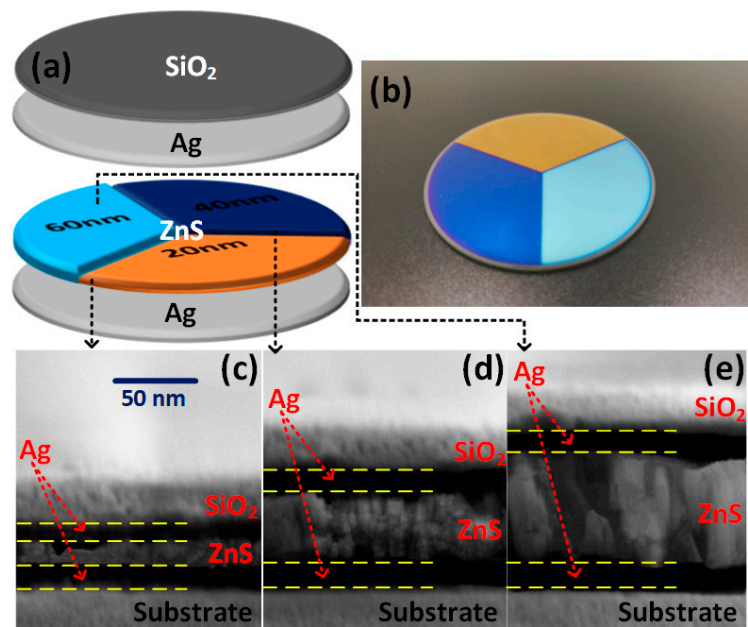 (a)
SiO₂
Ag
60nm
40nm
ZnS
20nm
Ag
(b)
(c)
50 nm
Ag
SiO₂
ZnS
Substrate
(d)
Ag
SiO₂
ZnS
Substrate
(e)
Ag
SiO₂
ZnS
Substrate